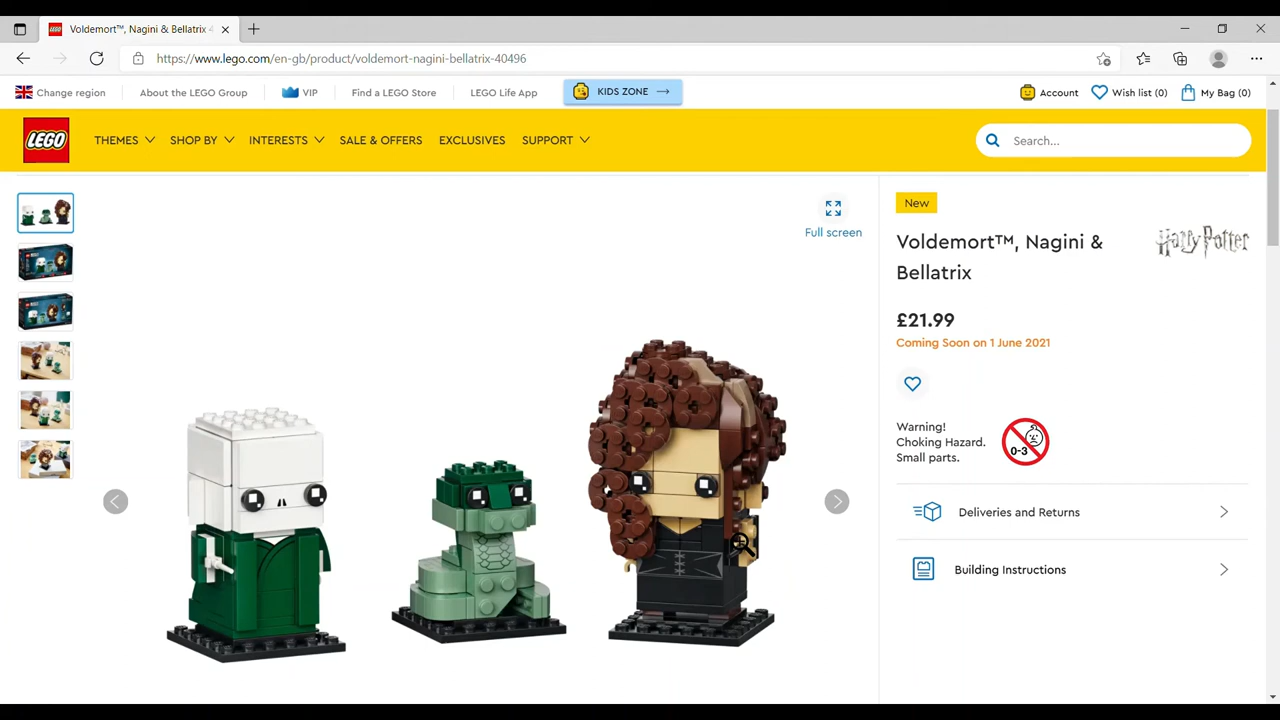 Voldemort™, Nagini & Bellatrix 4
https://www.lego.com/en-gb/product/voldemort-nagini-bellatrix-40496
Change region
About the LEGO Group
VIP
Find a LEGO Store
LEGO Life App
KIDS ZONE
Account
Wish list (0)
My Bag (0)
LEGO
THEMES
SHOP BY
INTERESTS
SALE & OFFERS
EXCLUSIVES
SUPPORT
Search...
Full screen
New
Voldemort™, Nagini &
Bellatrix
Harry Potter
£21.99
Coming Soon on 1 June 2021
Warning!
Choking Hazard.
Small parts.
0-3
Deliveries and Returns
Building Instructions